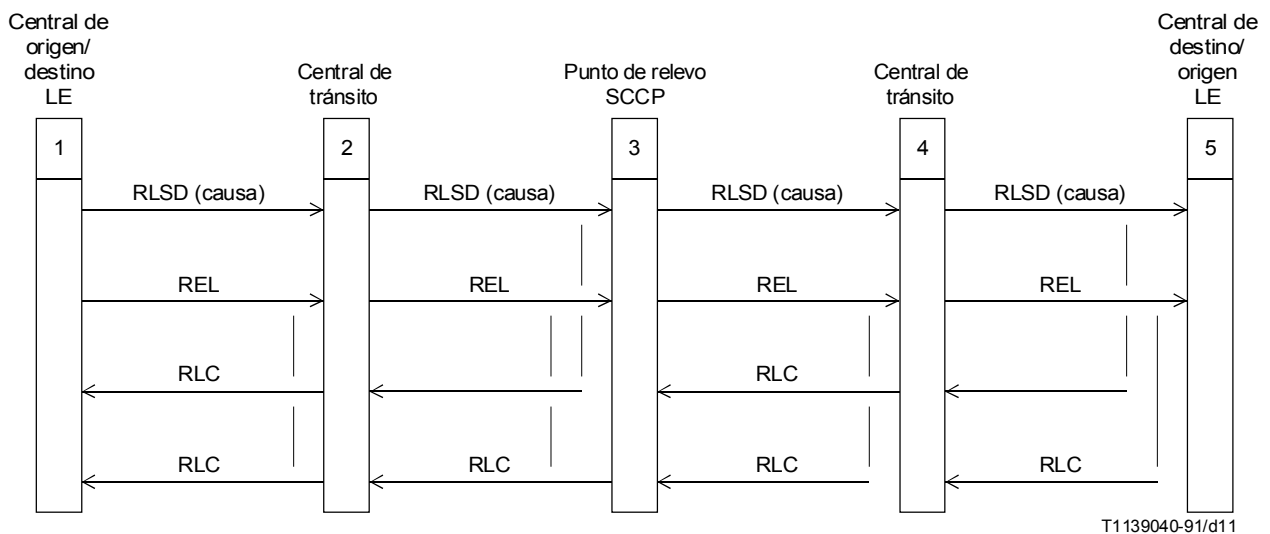 Central de
origen/
destino
LE
Central de
tránsito
Punto de relevo
SCCP
Central de
tránsito
Central de
destino/
origen
LE
1
2
3
4
5
RLSD (causa)
RLSD (causa)
RLSD (causa)
RLSD (causa)
REL
REL
REL
REL
RLC
RLC
RLC
RLC
RLC
RLC
T1139040-91/d11